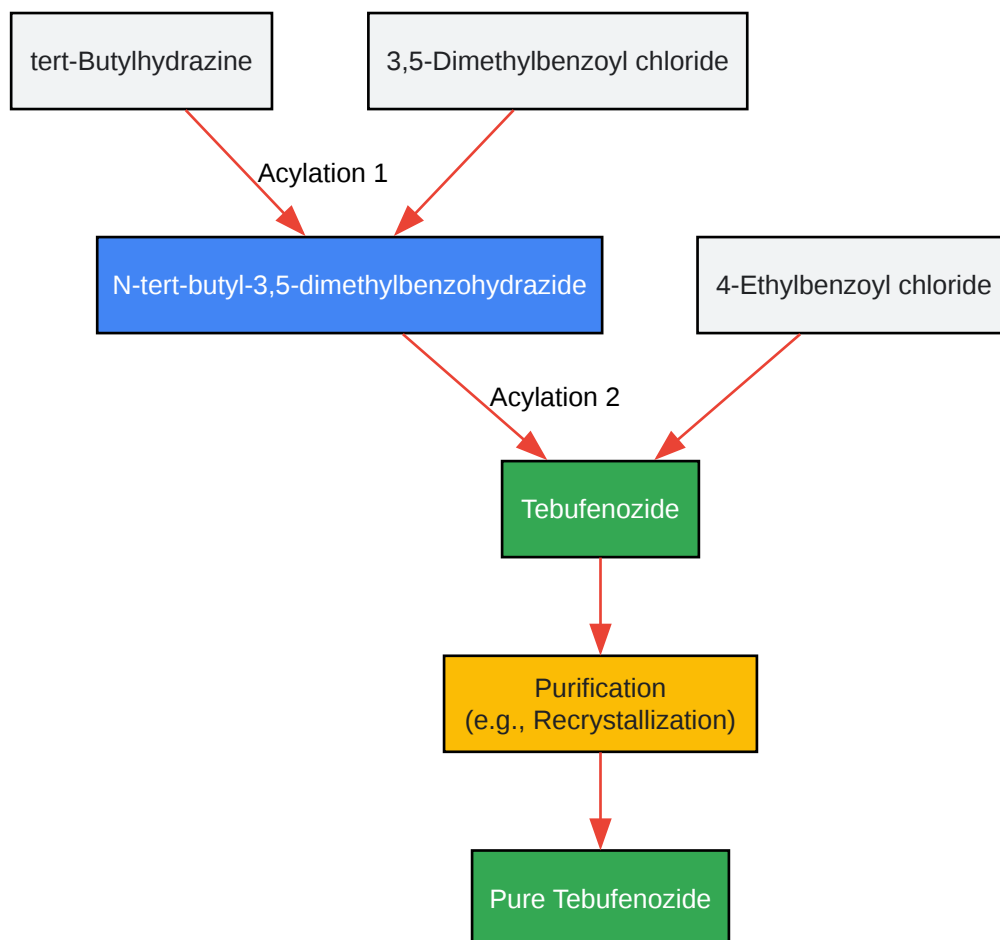 tert-Butylhydrazine
3,5-Dimethylbenzoyl chloride
Acylation 1
N-tert-butyl-3,5-dimethylbenzohydrazide
4-Ethylbenzoyl chloride
Acylation 2
Tebufenozide
Purification
(e.g., Recrystallization)
Pure Tebufenozide